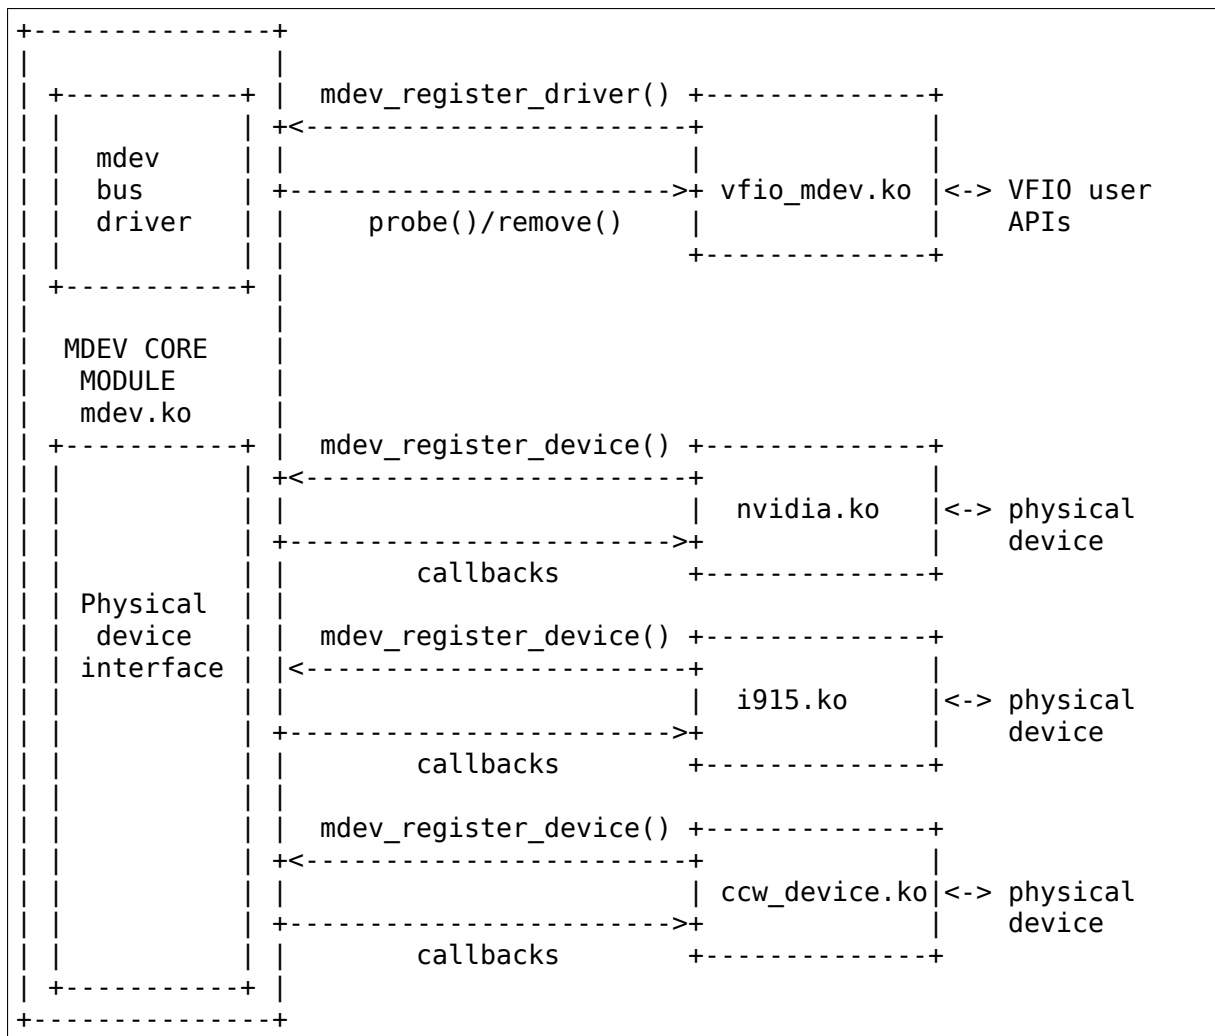 +---------------+
|               |
| +-----------+ |  mdev_register_driver() +--------------+
| |           | +<------------------------+              |
| |  mdev     | |                         |              |
| |  bus      | +------------------------>+ vfio_mdev.ko |<-> VFIO user
| |  driver   | |     probe()/remove()    |              |    APIs
| |           | |                         +--------------+
| +-----------+ |
|               |
|  MDEV CORE    |
|   MODULE      |
|   mdev.ko     |
| +-----------+ |  mdev_register_device() +--------------+
| |           | +<------------------------+              |
| |           | |                         |  nvidia.ko   |<-> physical
| |           | +------------------------>+              |    device
| |           | |        callbacks        +--------------+
| | Physical  | |
| |  device   | |  mdev_register_device() +--------------+
| | interface | |<------------------------+              |
| |           | |                         |  i915.ko     |<-> physical
| |           | +------------------------>+              |    device
| |           | |        callbacks        +--------------+
| |           | |
| |           | |  mdev_register_device() +--------------+
| |           | +<------------------------+              |
| |           | |                         | ccw_device.ko|<-> physical
| |           | +------------------------>+              |    device
| |           | |        callbacks        +--------------+
| +-----------+ |
+---------------+